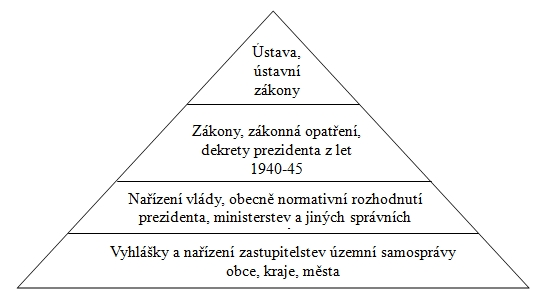 Ústava,
ústavní
zákony
Zákony, zákonná opatření,
dekrety prezidenta z let
1940-45
Nařízení vlády, obecně normativní rozhodnutí
prezidenta, ministerstev a jiných správních
Vyhlášky a nařízení zastupitelstev územní samosprávy
obce, kraje, města